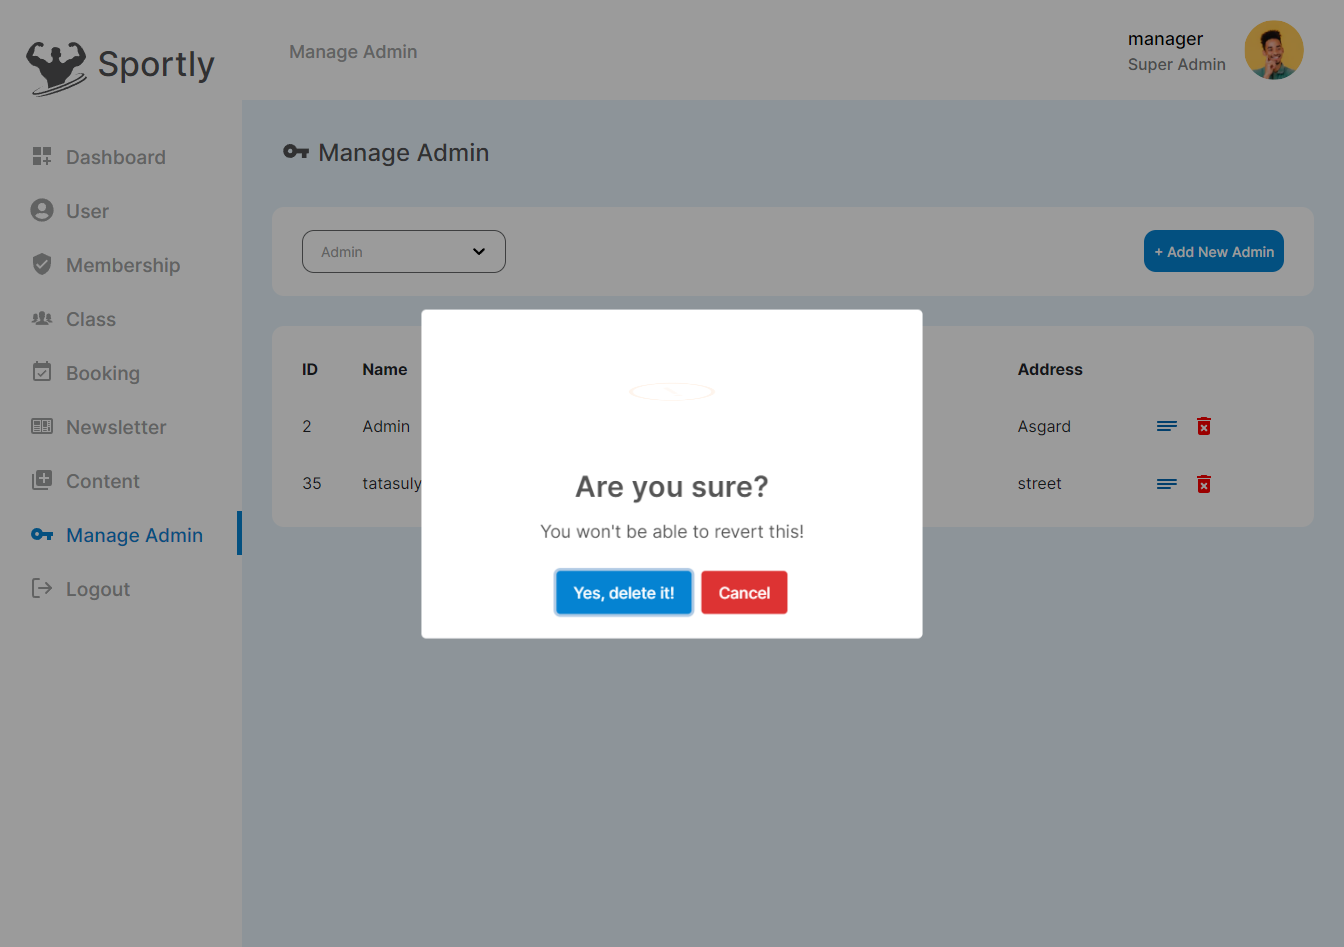 Sportly
Manage Admin
manager
Super Admin
Dashboard
User
Membership
Class
Booking
Newsletter
Content
Manage Admin
Logout
Manage Admin
Admin
+ Add New Admin
ID Name Address
2 Admin Asgard
35 tatasuly street
Are you sure?
You won't be able to revert this!
Yes, delete it! Cancel